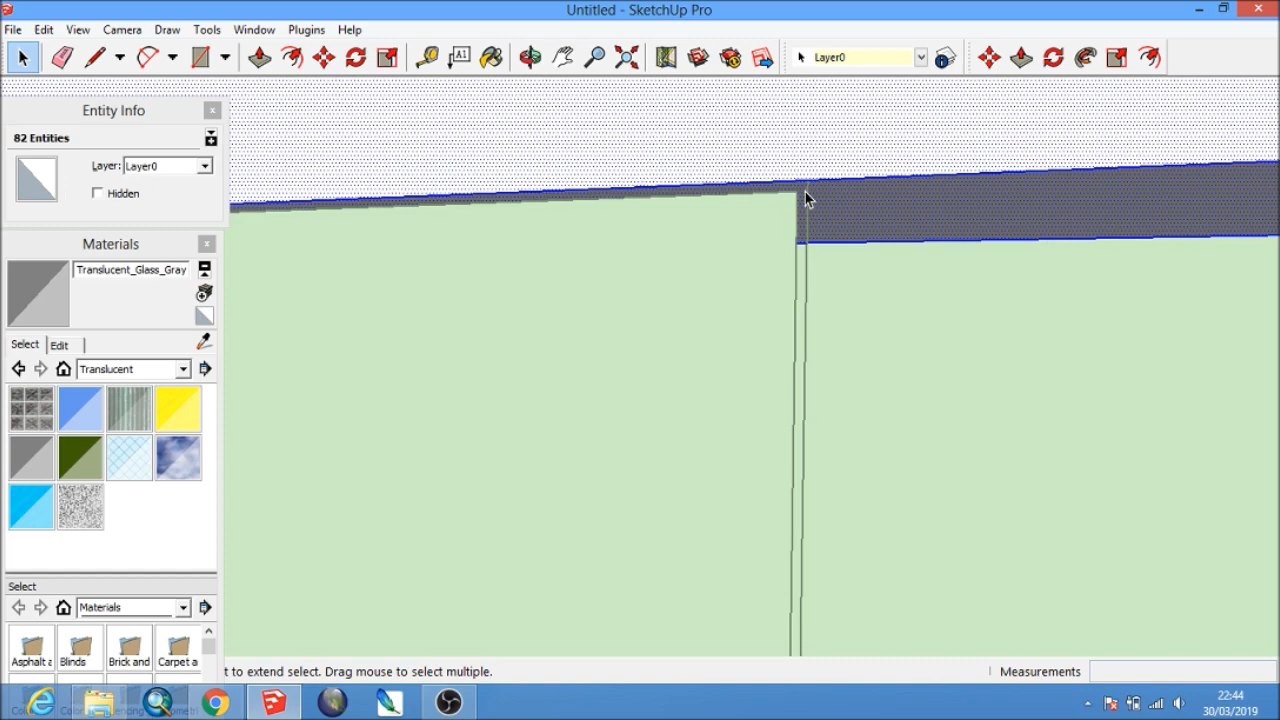 Untitled - SketchUp Pro
File Edit View Camera Draw Tools Window Plugins Help
A1
Layer0
Entity Info
82 Entities
Layer: Layer0
Hidden
Materials
Translucent_Glass_Gray
Select Edit
Translucent
Select
Materials
Asphalt a Blinds Brick and Carpet a
t to extend select. Drag mouse to select multiple.
Measurements
22:44
30/03/2019